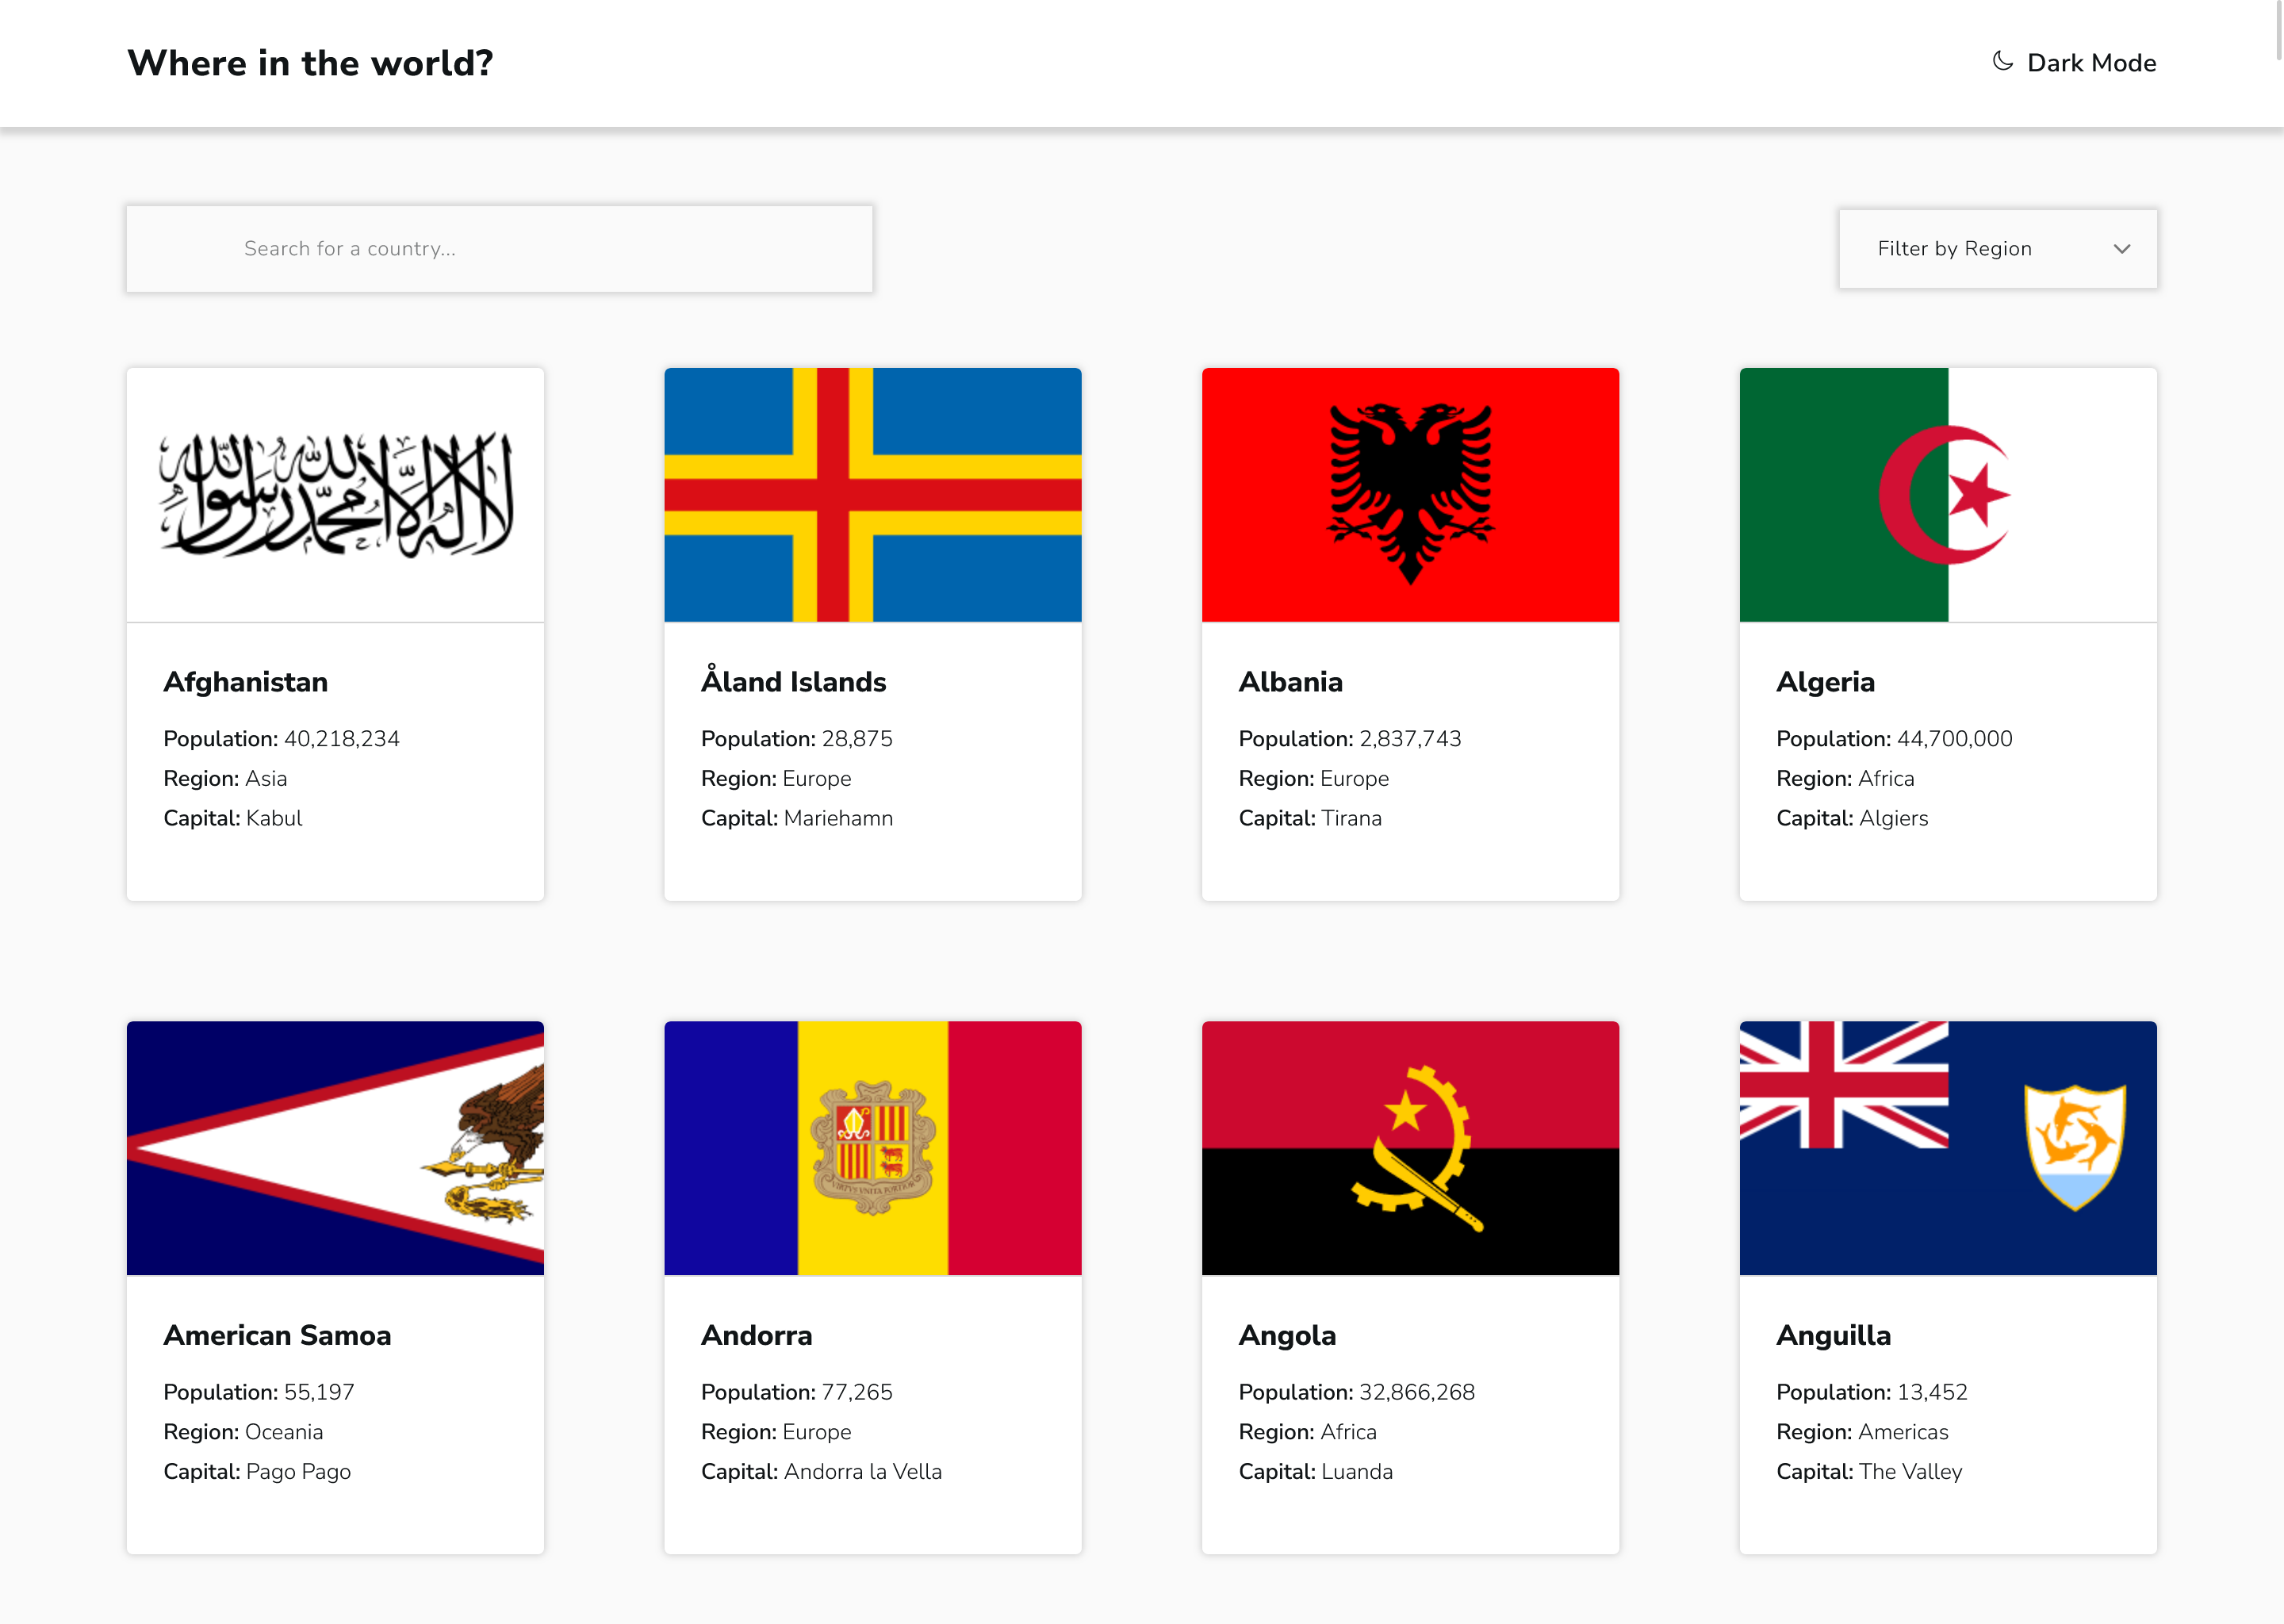 Where in the world?
Dark Mode
Search for a country...
Filter by Region
لا إله إلا الله محمد رسول الله
Afghanistan
Population: 40,218,234
Region: Asia
Capital: Kabul
Åland Islands
Population: 28,875
Region: Europe
Capital: Mariehamn
Albania
Population: 2,837,743
Region: Europe
Capital: Tirana
Algeria
Population: 44,700,000
Region: Africa
Capital: Algiers
American Samoa
Population: 55,197
Region: Oceania
Capital: Pago Pago
VIRTVS VNITA FORTIOR
Andorra
Population: 77,265
Region: Europe
Capital: Andorra la Vella
Angola
Population: 32,866,268
Region: Africa
Capital: Luanda
Anguilla
Population: 13,452
Region: Americas
Capital: The Valley